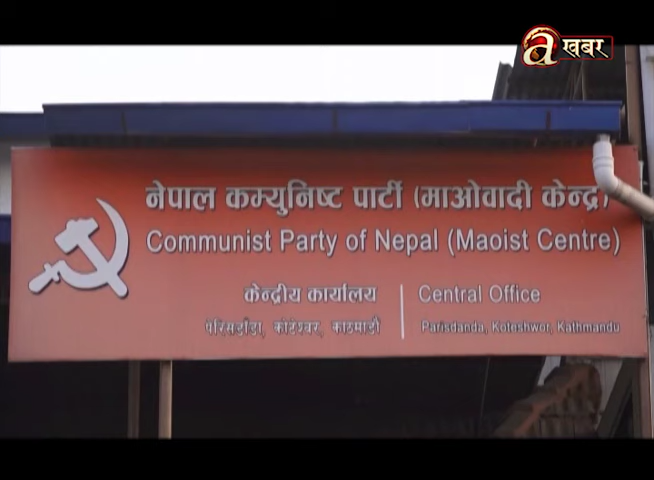 a खबर
नेपाल कम्युनिष्ट पार्टी (माओवादी केन्द्र)
Communist Party of Nepal (Maoist Centre)
केन्द्रीय कार्यालय
Central Office
पेरिसडाँडा, कोटेश्वर, काठमाडौं
Parisdanda, Koteshwor, Kathmandu